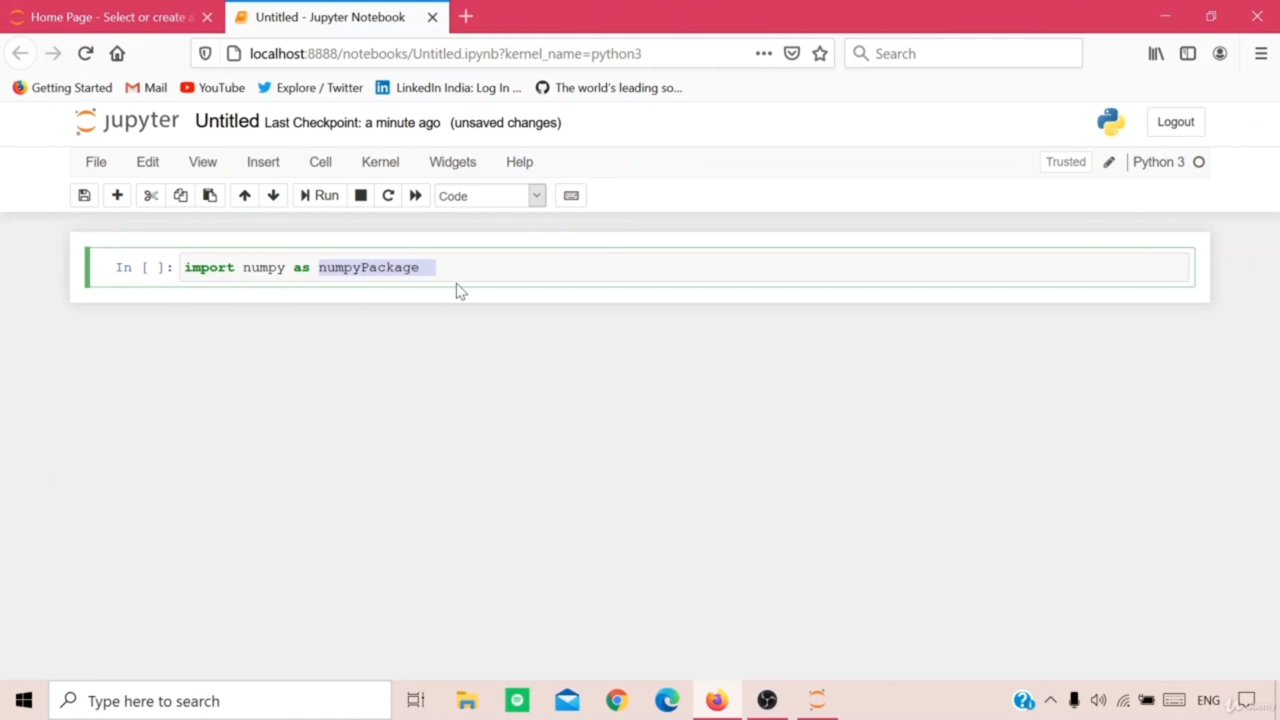 Home Page - Select or create a
Untitled - Jupyter Notebook
localhost:8888/notebooks/Untitled.ipynb?kernel_name=python3
Search
Getting Started
Mail
YouTube
Explore / Twitter
LinkedIn India: Log In ...
The world's leading so...
jupyter
Untitled Last Checkpoint: a minute ago (unsaved changes)
Logout
File Edit View Insert Cell Kernel Widgets Help
Trusted
Python 3
Run
Code
In [ ]: import numpy as numpyPackage
Type here to search
ENG
Udemy